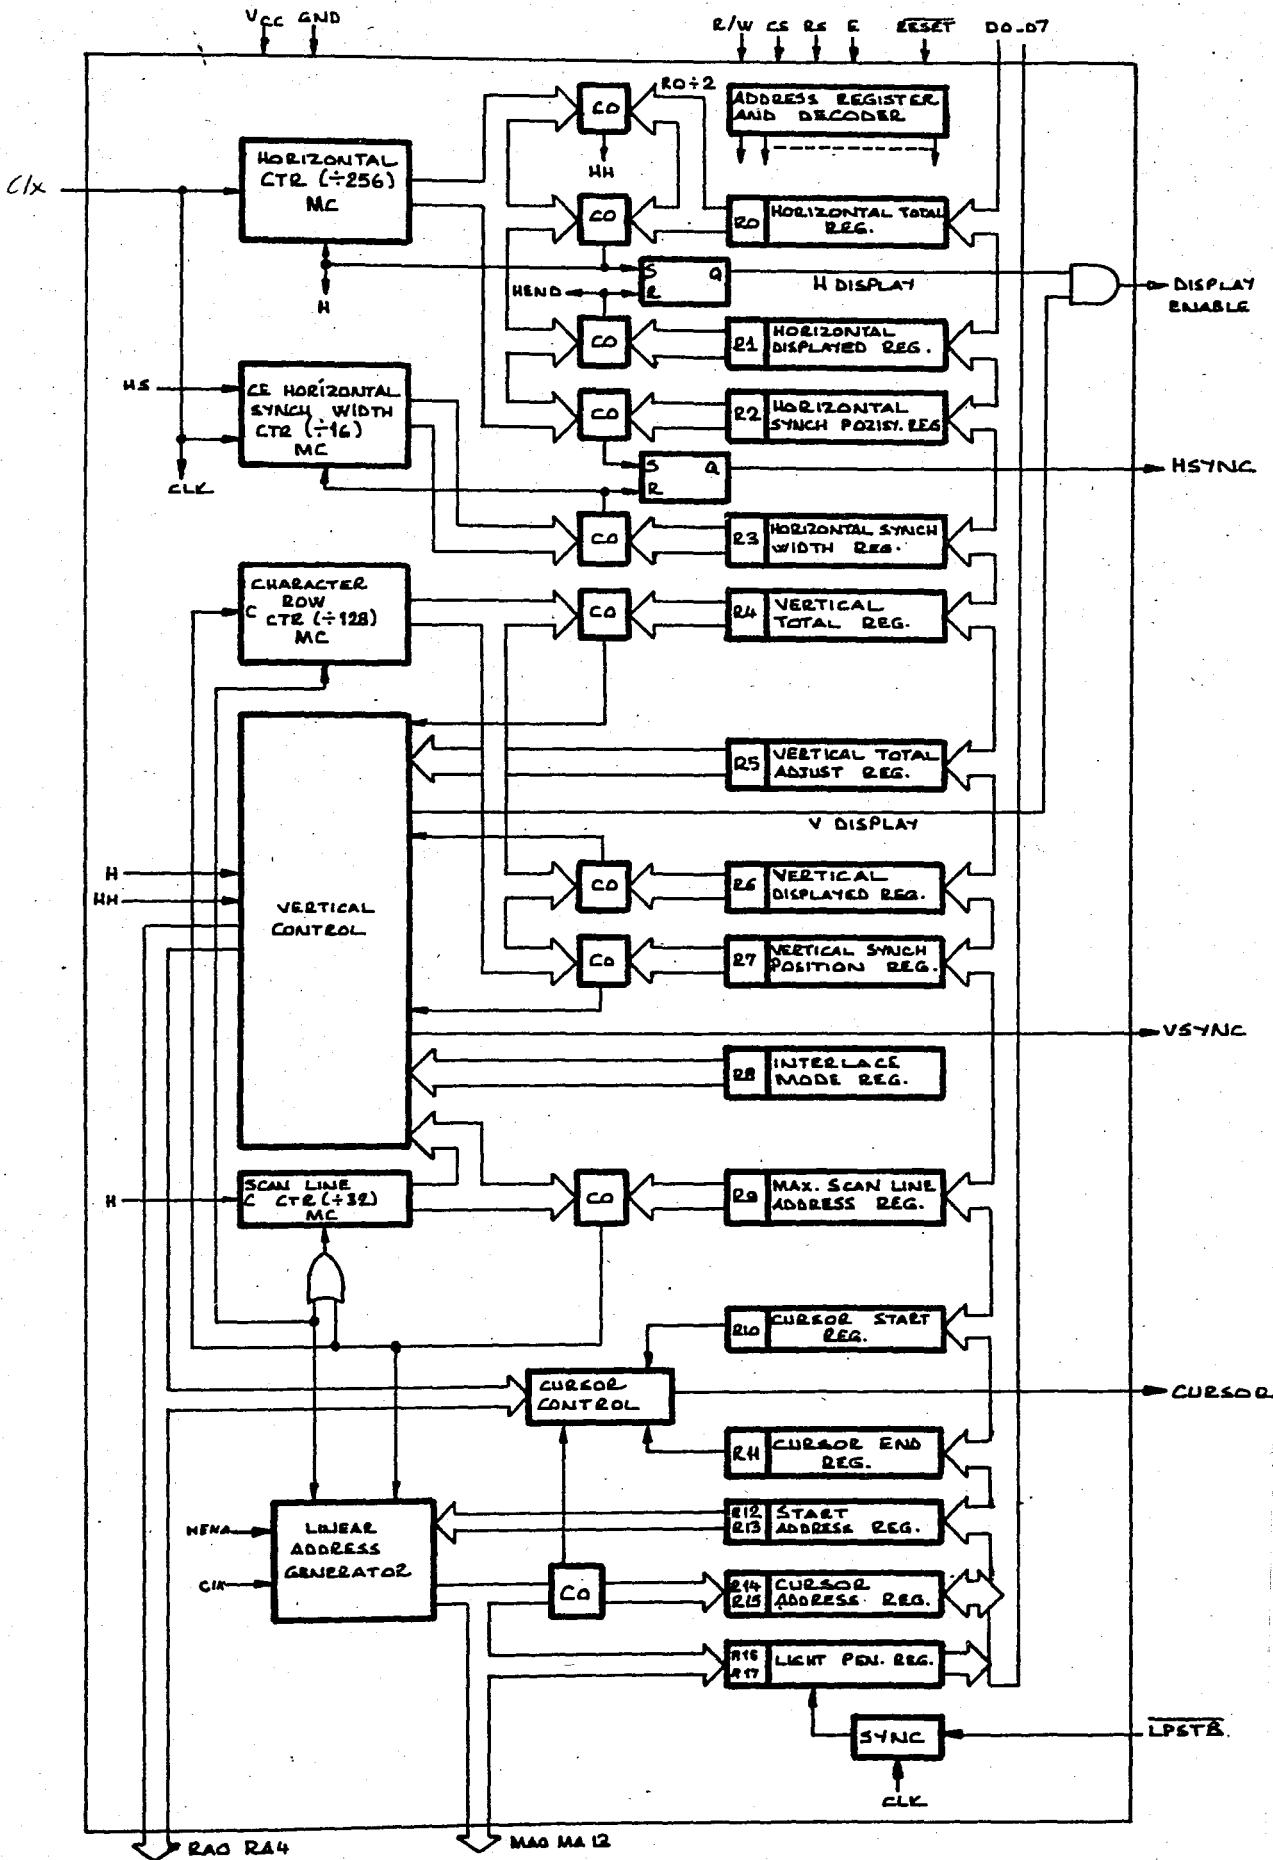 VCC GND
R/W CS RS E RESET D0-D7
CO
R0÷2
ADDRESS REGISTER
AND DECODER
HH
HORIZONTAL
CTR (÷256)
MC
Clx
CO
R0
HORIZONTAL TOTAL
REG.
S Q
R
H DISPLAY
DISPLAY
ENABLE
H
HEND
CO
R1
HORIZONTAL
DISPLAYED REG.
HS
CE HORIZONTAL
SYNCH WIDTH
CTR (÷16)
MC
CLK
CO
R2
HORIZONTAL
SYNCH POZISY. REG
S Q
R
HSYNC
CO
R3
HORIZONTAL SYNCH
WIDTH REG.
CHARACTER
ROW
C CTR (÷128)
MC
CO
R4
VERTICAL
TOTAL REG.
R5
VERTICAL TOTAL
ADJUST REG.
V DISPLAY
H
HH
VERTICAL
CONTROL
CO
R6
VERTICAL
DISPLAYED REG.
CO
R7
VERTICAL SYNCH
POSITION REG.
VSYNC
R8
INTERLACE
MODE REG.
H
SCAN LINE
C CTR (÷32)
MC
CO
R9
MAX. SCAN LINE
ADDRESS REG.
R10
CURSOR START
REG.
CURSOR
CONTROL
CURSOR
R11
CURSOR END
REG.
HENA
Clk
LINEAR
ADDRESS
GENERATOR
R12
R13
START
ADDRESS REG.
CO
R14
R15
CURSOR
ADDRESS REG.
R16
R17
LIGHT PEN. REG.
SYNC
LPSTB.
CLK
RA0 RA4
MA0 MA12